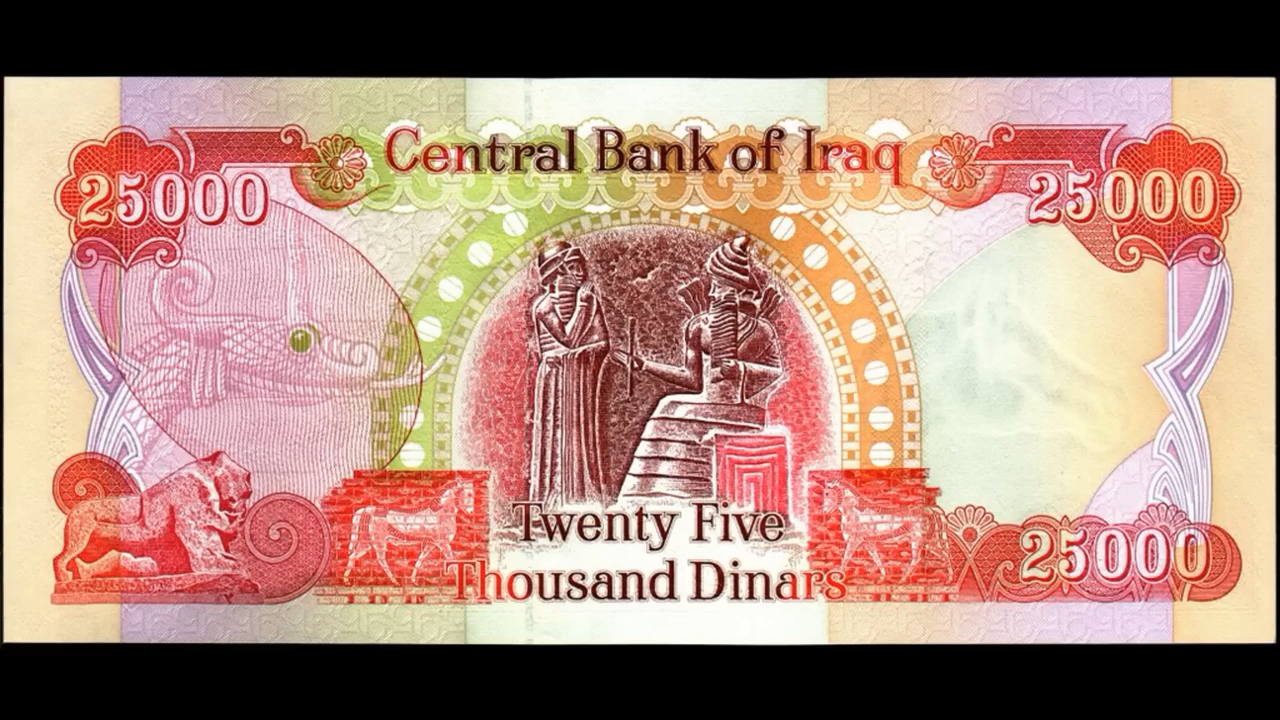 Central Bank of Iraq
25000
25000
Twenty Five
Thousand Dinars
25000